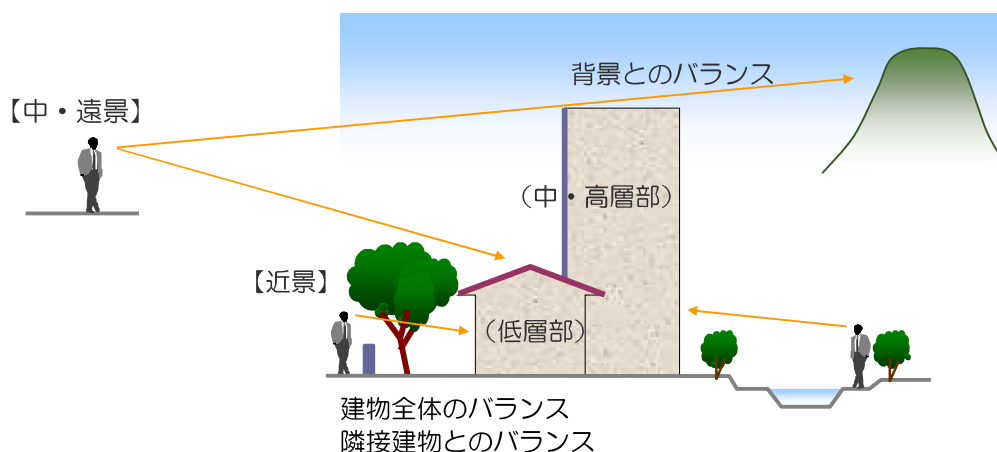 背景とのバランス
【中・遠景】
（中・高層部）
【近景】
（低層部）
建物全体のバランス
隣接建物とのバランス